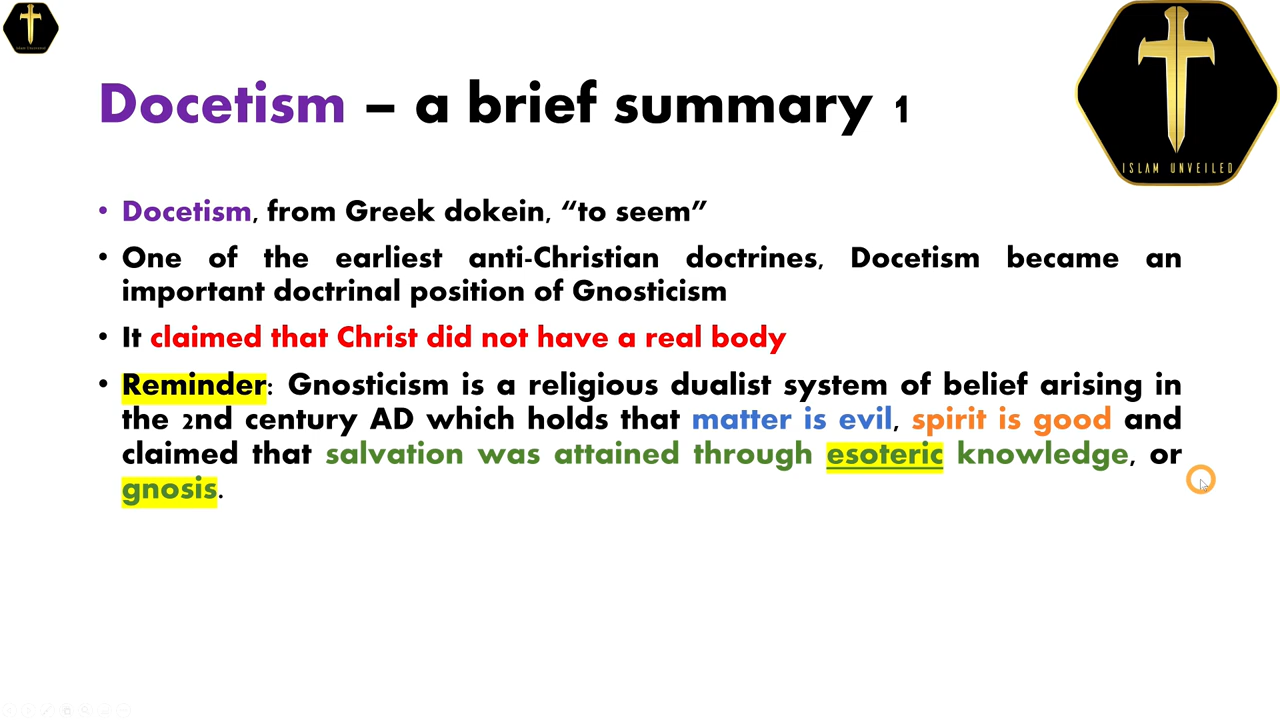 Docetism – a brief summary 1
ISLAM UNVEILED
• Docetism, from Greek dokein, “to seem”
• One of the earliest anti-Christian doctrines, Docetism became an
important doctrinal position of Gnosticism
• It claimed that Christ did not have a real body
• Reminder: Gnosticism is a religious dualist system of belief arising in
the 2nd century AD which holds that matter is evil, spirit is good and
claimed that salvation was attained through esoteric knowledge, or
gnosis.